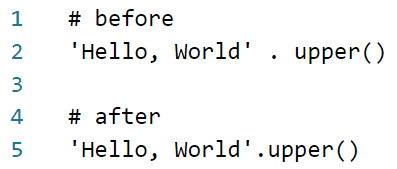 1 # before
2 'Hello, World' . upper()
3
4 # after
5 'Hello, World'.upper()